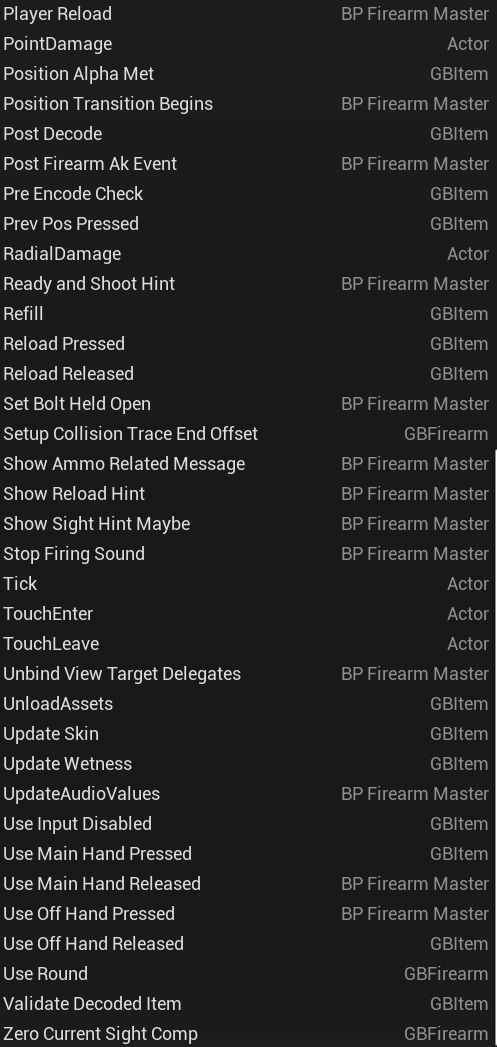 Player Reload BP Firearm Master
PointDamage Actor
Position Alpha Met GBItem
Position Transition Begins BP Firearm Master
Post Decode GBItem
Post Firearm Ak Event BP Firearm Master
Pre Encode Check GBItem
Prev Pos Pressed GBItem
RadialDamage Actor
Ready and Shoot Hint BP Firearm Master
Refill GBItem
Reload Pressed GBItem
Reload Released GBItem
Set Bolt Held Open BP Firearm Master
Setup Collision Trace End Offset GBFirearm
Show Ammo Related Message BP Firearm Master
Show Reload Hint BP Firearm Master
Show Sight Hint Maybe BP Firearm Master
Stop Firing Sound BP Firearm Master
Tick Actor
TouchEnter Actor
TouchLeave Actor
Unbind View Target Delegates BP Firearm Master
UnloadAssets GBItem
Update Skin GBItem
Update Wetness GBItem
UpdateAudioValues BP Firearm Master
Use Input Disabled GBItem
Use Main Hand Pressed GBItem
Use Main Hand Released BP Firearm Master
Use Off Hand Pressed BP Firearm Master
Use Off Hand Released GBItem
Use Round GBFirearm
Validate Decoded Item GBItem
Zero Current Sight Comp GBFirearm